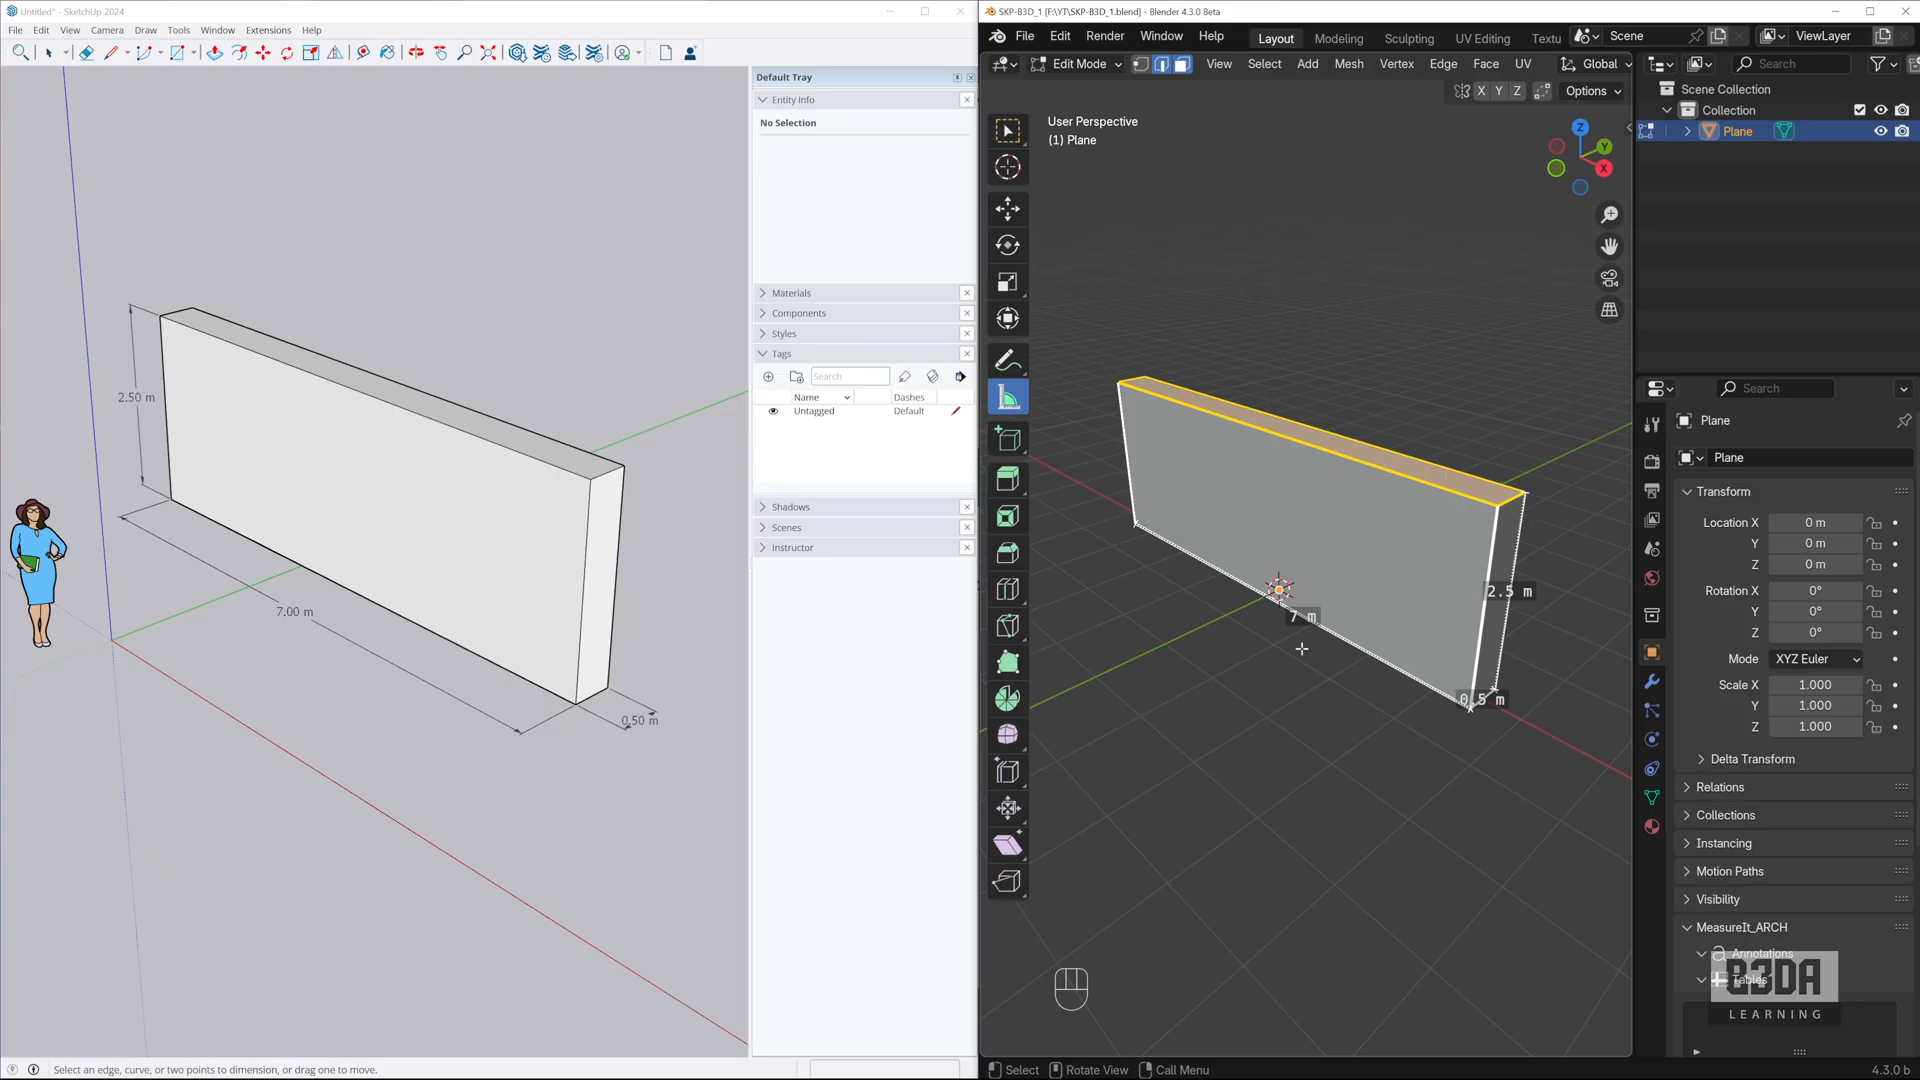 Untitled* - SketchUp 2024
File Edit View Camera Draw Tools Window Extensions Help
Default Tray
Entity Info
No Selection
Materials
Components
Styles
Tags
Search
Name Dashes
Untagged Default
Shadows
Scenes
Instructor
2.50 m
7.00 m
0.50 m
Select an edge, curve, or two points to dimension, or drag one to move.
SKP-B3D_1 [F:\YT\SKP-B3D_1.blend] - Blender 4.3.0 Beta
File Edit Render Window Help Layout Modeling Sculpting UV Editing Textu Scene ViewLayer
Edit Mode View Select Add Mesh Vertex Edge Face UV Global
X Y Z Options
User Perspective
(1) Plane
Z
Y
X
2.5 m
7 m
0.5 m
Search
Scene Collection
Collection
Plane
Search
Plane
Plane
Transform
Location X 0 m
Y 0 m
Z 0 m
Rotation X 0°
Y 0°
Z 0°
Mode XYZ Euler
Scale X 1.000
Y 1.000
Z 1.000
Delta Transform
Relations
Collections
Instancing
Motion Paths
Visibility
MeasureIt_ARCH
Annotations
Tables
B3DA
LEARNING
Select Rotate View Call Menu 4.3.0 b